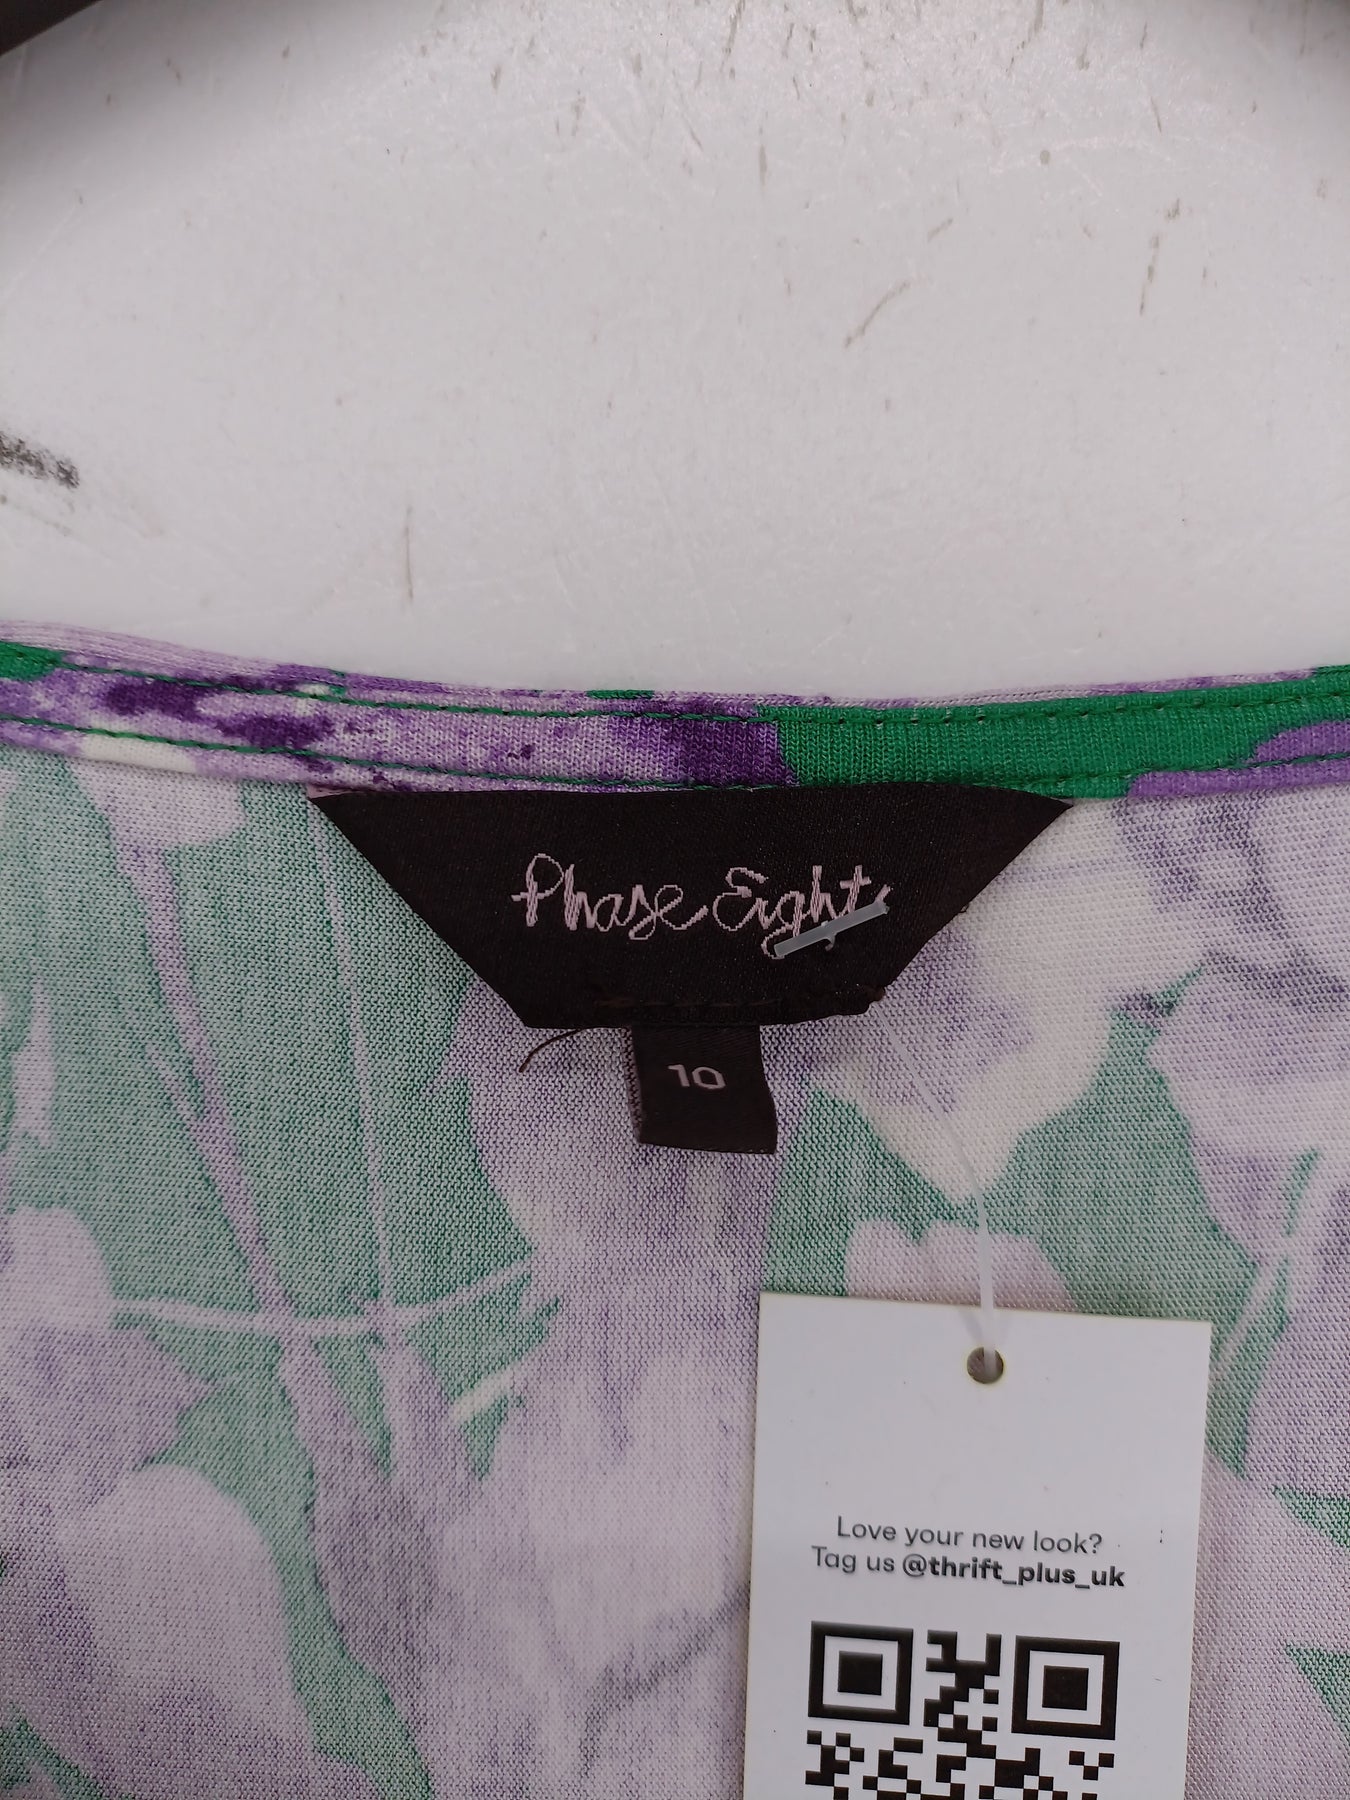 Phase Eight
10
Love your new look?
Tag us @thrift_plus_uk